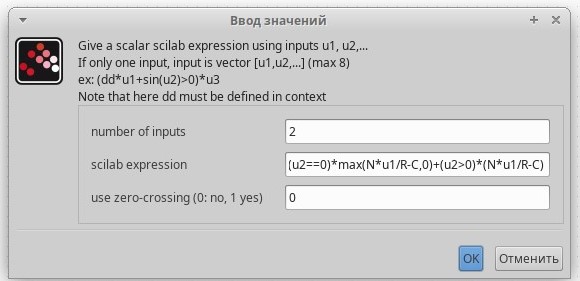 Ввод значений
Give a scalar scilab expression using inputs u1, u2,...
If only one input, input is vector [u1,u2,...] (max 8)
ex: (dd*u1+sin(u2)>0)*u3
Note that here dd must be defined in context
number of inputs 2
scilab expression (u2==0)*max(N*u1/R-C,0)+(u2>0)*(N*u1/R-C)
use zero-crossing (0: no, 1 yes) 0
OK Отменить